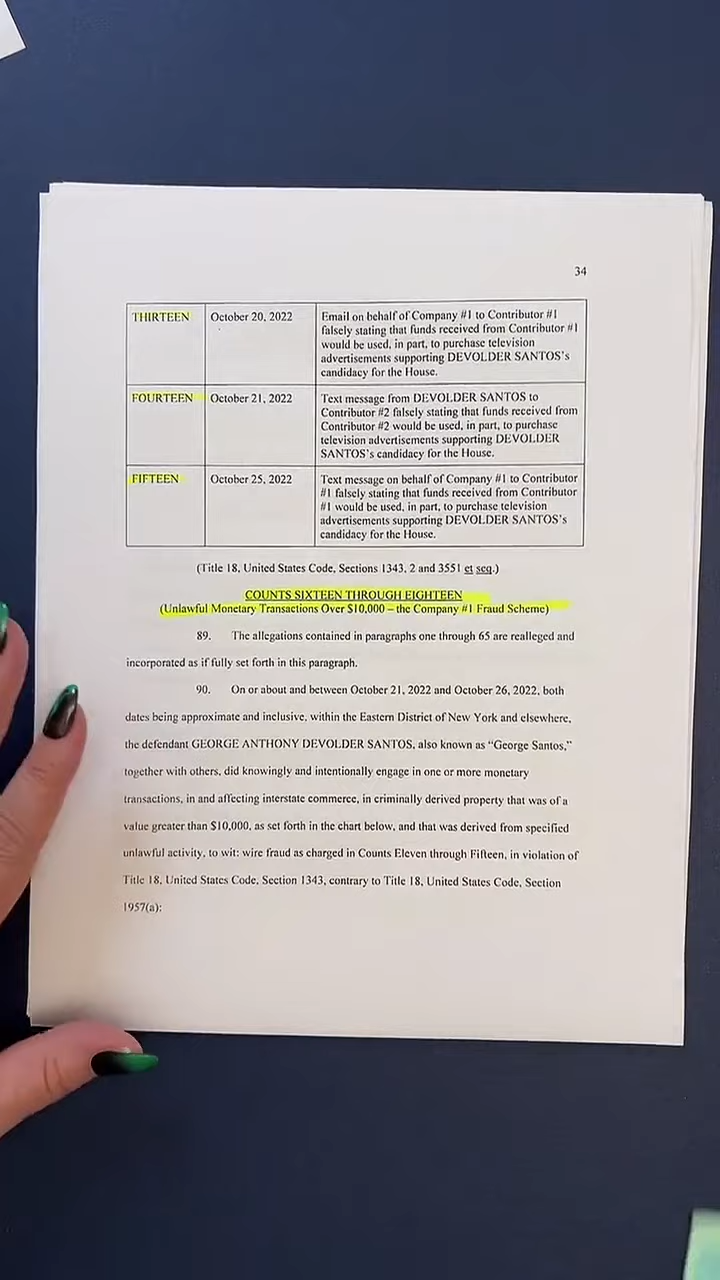 34
THIRTEEN October 20, 2022 Email on behalf of Company #1 to Contributor #1
falsely stating that funds received from Contributor #1
would be used, in part, to purchase television
advertisements supporting DEVOLDER SANTOS's
candidacy for the House.
FOURTEEN October 21, 2022 Text message from DEVOLDER SANTOS to
Contributor #2 falsely stating that funds received from
Contributor #2 would be used, in part, to purchase
television advertisements supporting DEVOLDER
SANTOS's candidacy for the House.
FIFTEEN October 25, 2022 Text message on behalf of Company #1 to Contributor
#1 falsely stating that funds received from Contributor
#1 would be used, in part, to purchase television
advertisements supporting DEVOLDER SANTOS's
candidacy for the House.
(Title 18, United States Code, Sections 1343, 2 and 3551 et seq.)
COUNTS SIXTEEN THROUGH EIGHTEEN
(Unlawful Monetary Transactions Over $10,000 – the Company #1 Fraud Scheme)
89. The allegations contained in paragraphs one through 65 are realleged and
incorporated as if fully set forth in this paragraph.
90. On or about and between October 21, 2022 and October 26, 2022, both
dates being approximate and inclusive, within the Eastern District of New York and elsewhere,
the defendant GEORGE ANTHONY DEVOLDER SANTOS, also known as "George Santos,"
together with others, did knowingly and intentionally engage in one or more monetary
transactions, in and affecting interstate commerce, in criminally derived property that was of a
value greater than $10,000, as set forth in the chart below, and that was derived from specified
unlawful activity, to wit: wire fraud as charged in Counts Eleven through Fifteen, in violation of
Title 18, United States Code, Section 1343, contrary to Title 18, United States Code, Section
1957(a):